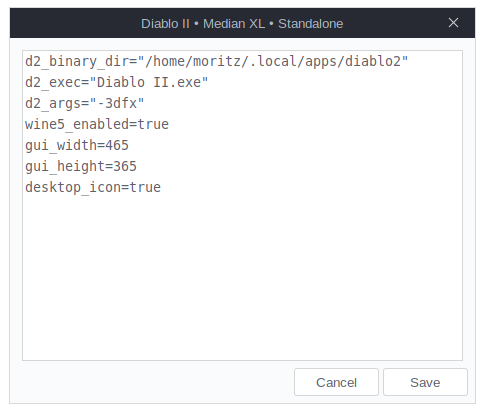 Diablo II • Median XL • Standalone
d2_binary_dir="/home/moritz/.local/apps/diablo2"
d2_exec="Diablo II.exe"
d2_args="-3dfx"
wine5_enabled=true
gui_width=465
gui_height=365
desktop_icon=true
Cancel
Save